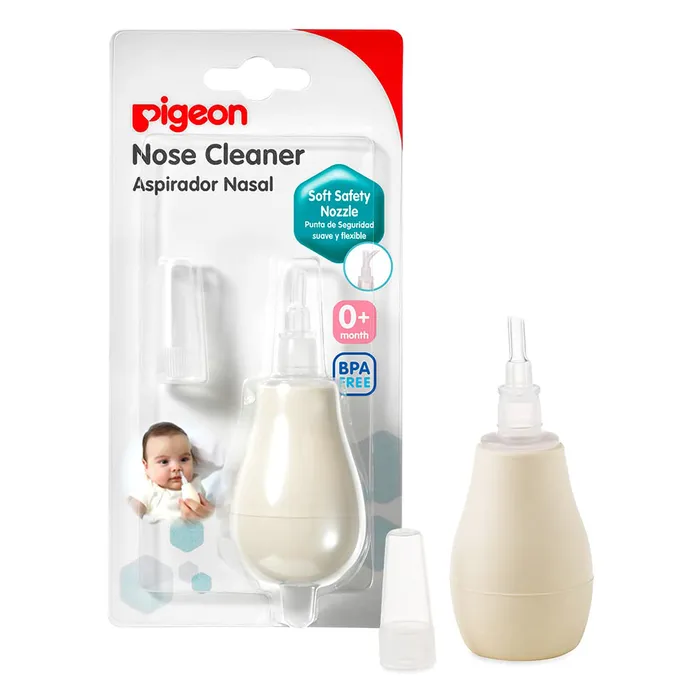 pigeon
Nose Cleaner
Aspirador Nasal
Soft Safety
Nozzle
Punta de Seguridad
suave y flexible
0+
month
BPA
FREE